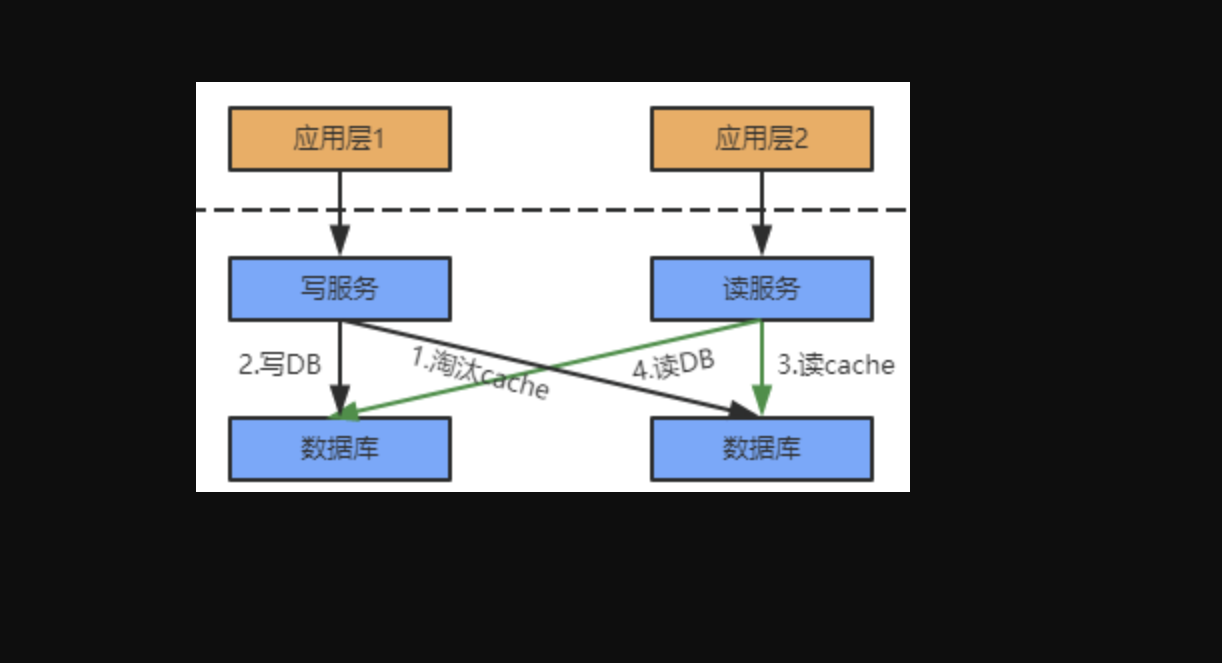 应用层1
应用层2
写服务
读服务
2.写DB
1.淘汰cache
4.读DB
3.读cache
数据库
数据库